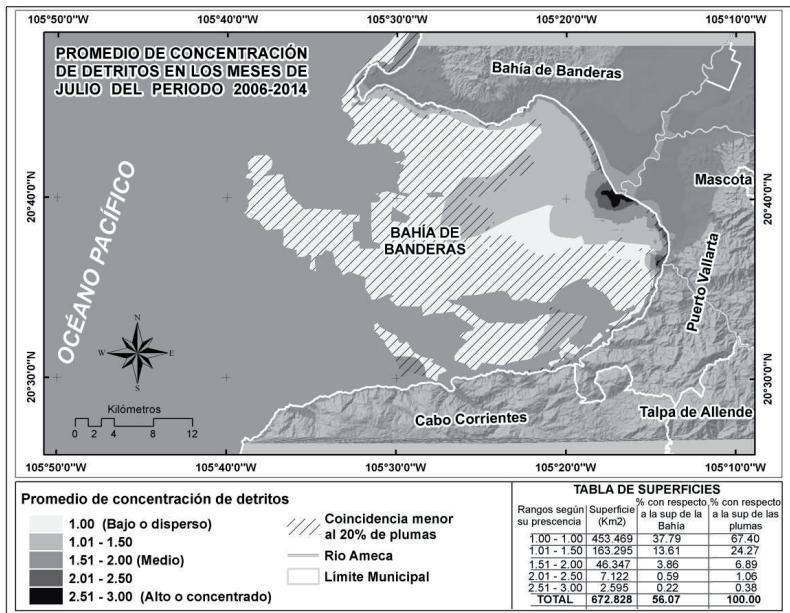 105°50'0"W 105°40'0"W 105°30'0"W 105°20'0"W 105°10'0"W
PROMEDIO DE CONCENTRACIÓN
DE DETRITOS EN LOS MESES DE
JULIO DEL PERIODO 2006-2014
Bahía de Banderas
20°40'0"N
20°40'0"N
Mascota
OCÉANO PACÍFICO
BAHÍA DE
BANDERAS
Puerto Vallarta
N
W E
S
20°30'0"N
20°30'0"N
Kilómetros
0 2 4 8 12
Cabo Corrientes
Talpa de Allende
105°50'0"W 105°40'0"W 105°30'0"W 105°20'0"W 105°10'0"W
Promedio de concentración de detritos
1.00 (Bajo o disperso)
1.01 - 1.50
1.51 - 2.00 (Medio)
2.01 - 2.50
2.51 - 3.00 (Alto o concentrado)
Coincidencia menor
al 20% de plumas
Rio Ameca
Límite Municipal
TABLA DE SUPERFICIES
Rangos según su prescencia Superficie (Km2) % con respecto a la sup de la Bahía % con respecto a la sup de las plumas
1.00 - 1.00 453.469 37.79 67.40
1.01 - 1.50 163.295 13.61 24.27
1.51 - 2.00 46.347 3.86 6.89
2.01 - 2.50 7.122 0.59 1.06
2.51 - 3.00 2.595 0.22 0.38
TOTAL 672.828 56.07 100.00